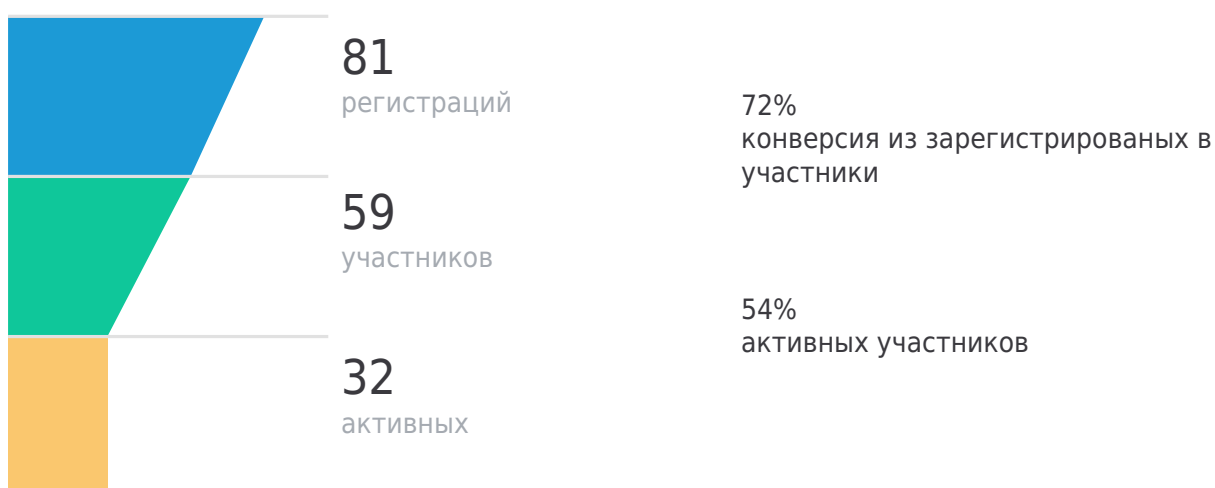 81
регистраций
72%
конверсия из зарегистрированых в
участники
59
участников
54%
активных участников
32
активных